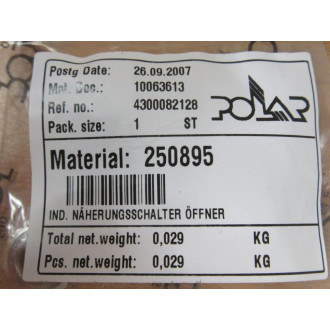 Postg Date: 26.09.2007
Mat. Doc.: 10063613
Ref. no.: 4300082128
Pack. size: 1 ST
POLAR
Material: 250895
IND. NÄHERUNGSSCHALTER ÖFFNER
Total net.weight: 0,029 KG
Pcs. net.weight: 0,029 KG